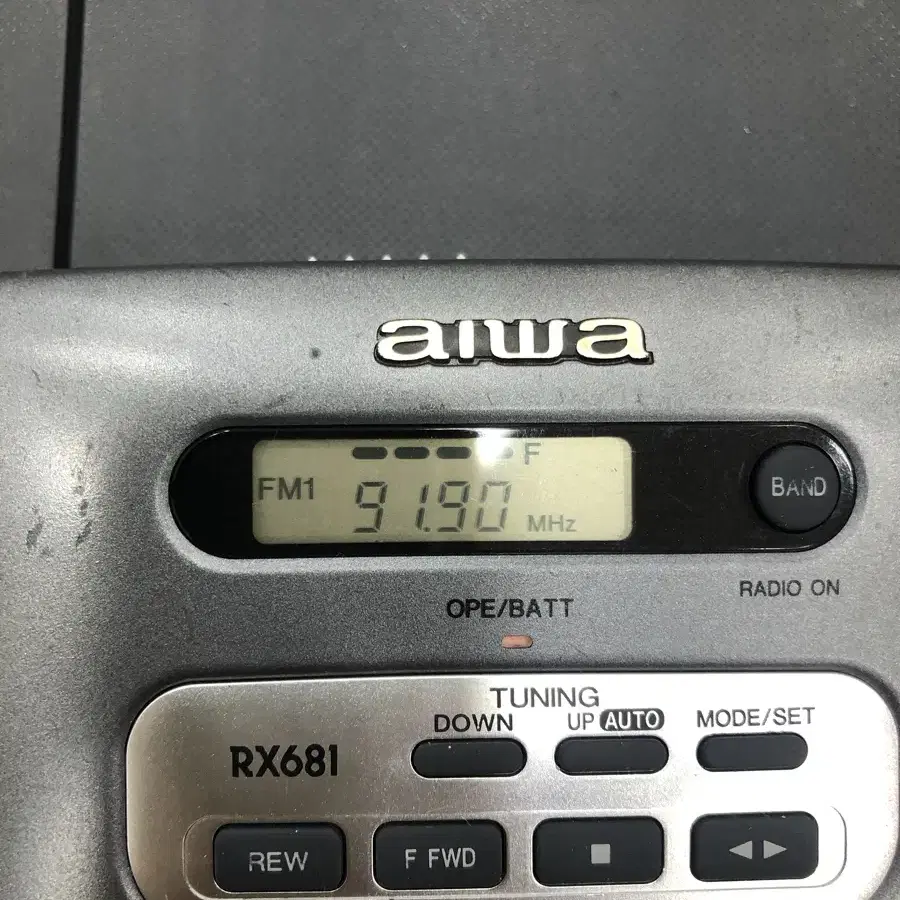 aiwa
F
FM1 91.90 MHz
BAND
RADIO ON
OPE/BATT
TUNING
DOWN UP AUTO MODE/SET
RX681
REW F FWD